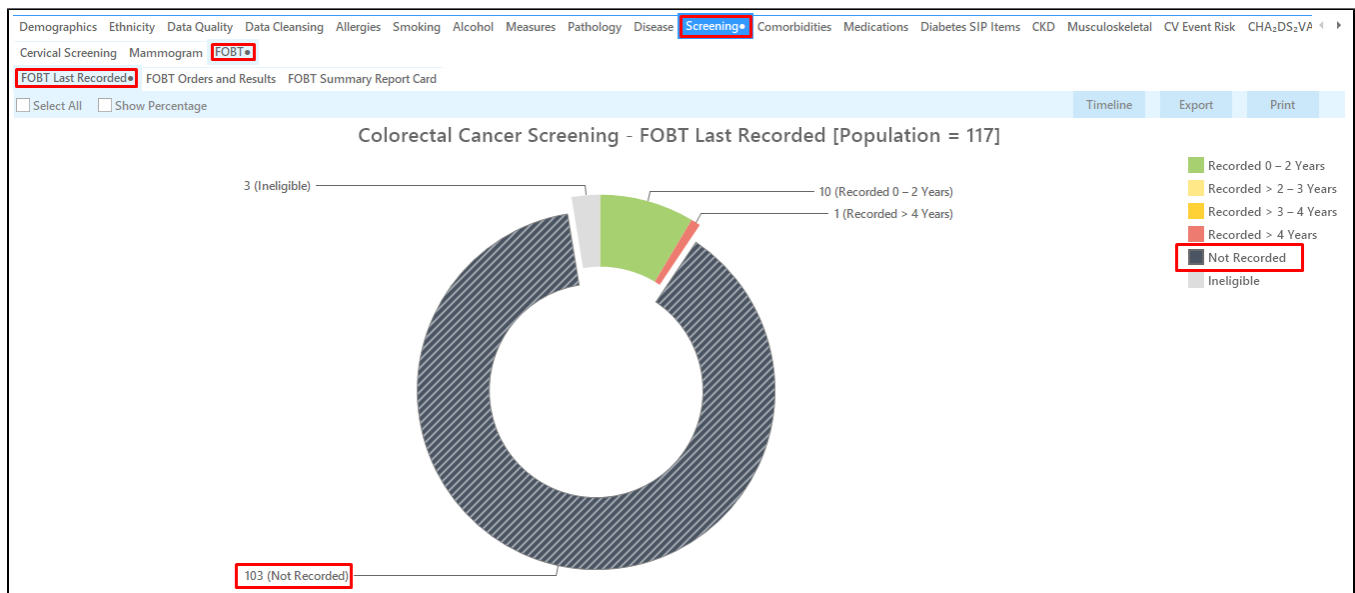 Demographics Ethnicity Data Quality Data Cleansing Allergies Smoking Alcohol Measures Pathology Disease Screening• Comorbidities Medications Diabetes SIP Items CKD Musculoskeletal CV Event Risk CHA₂DS₂VA
Cervical Screening Mammogram FOBT•
FOBT Last Recorded• FOBT Orders and Results FOBT Summary Report Card
Select All Show Percentage Timeline Export Print
Colorectal Cancer Screening - FOBT Last Recorded [Population = 117]
3 (Ineligible)
10 (Recorded 0 – 2 Years)
1 (Recorded > 4 Years)
103 (Not Recorded)
Recorded 0 – 2 Years
Recorded > 2 – 3 Years
Recorded > 3 – 4 Years
Recorded > 4 Years
Not Recorded
Ineligible